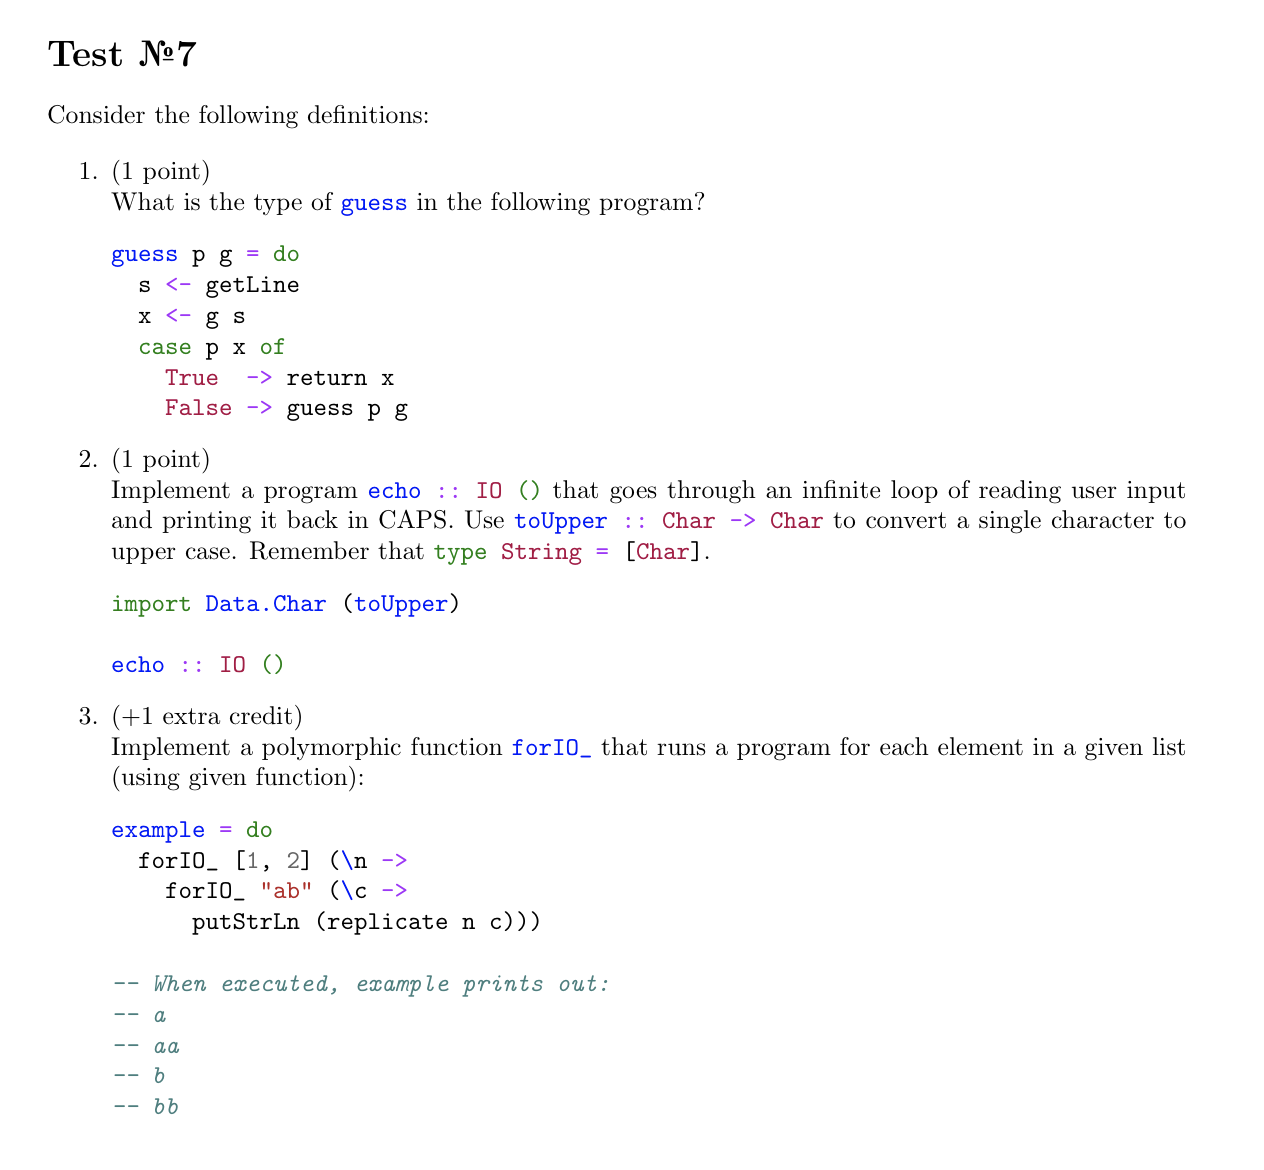 Test №7
Consider the following definitions:
1. (1 point)
What is the type of guess in the following program?
guess p g = do
  s <- getLine
  x <- g s
  case p x of
    True  -> return x
    False -> guess p g
2. (1 point)
Implement a program echo :: IO () that goes through an infinite loop of reading user input
and printing it back in CAPS. Use toUpper :: Char -> Char to convert a single character to
upper case. Remember that type String = [Char].
import Data.Char (toUpper)
echo :: IO ()
3. (+1 extra credit)
Implement a polymorphic function forIO_ that runs a program for each element in a given list
(using given function):
example = do
  forIO_ [1, 2] (\n ->
    forIO_ "ab" (\c ->
      putStrLn (replicate n c)))
-- When executed, example prints out:
-- a
-- aa
-- b
-- bb